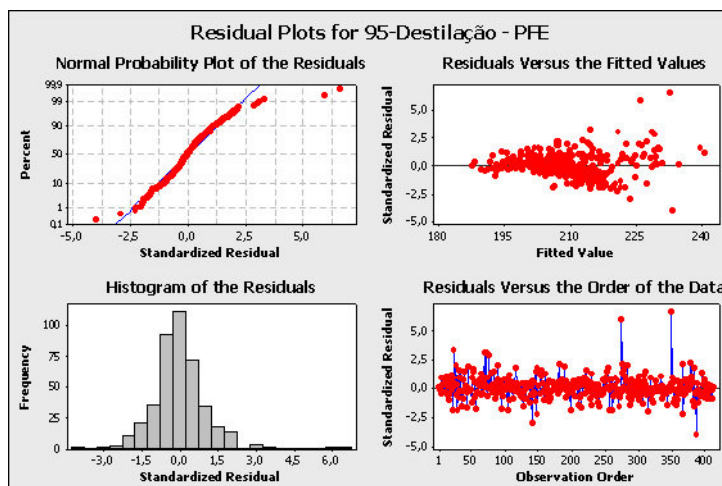 Residual Plots for 95-Destilação - PFE
Normal Probability Plot of the Residuals
99,9
99
90
50
10
1
0,1
Percent
-5,0 -2,5 0,0 2,5 5,0
Standardized Residual
Residuals Versus the Fitted Values
5,0
2,5
0,0
-2,5
-5,0
Standardized Residual
180 195 210 225 240
Fitted Value
Histogram of the Residuals
100
75
50
25
0
Frequency
-3,0 -1,5 0,0 1,5 3,0 4,5 6,0
Standardized Residual
Residuals Versus the Order of the Data
5,0
2,5
0,0
-2,5
-5,0
Standardized Residual
1 50 100 150 200 250 300 350 400
Observation Order